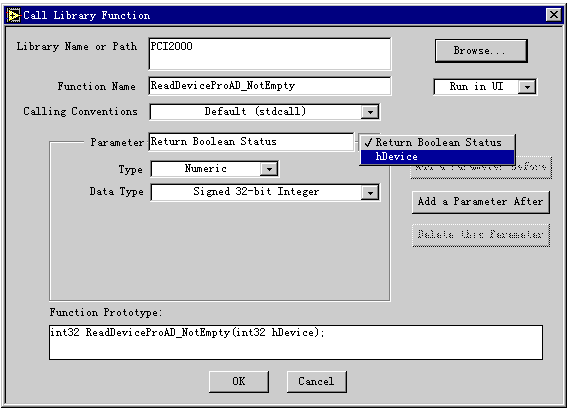 Call Library Function
Library Name or Path
PCI2000
Browse...
Function Name
ReadDeviceProAD_NotEmpty
Run in UI
Calling Conventions
Default (stdcall)
Parameter
Return Boolean Status
✓ Return Boolean Status
hDevice
Type
Numeric
Add a Parameter Before
Data Type
Signed 32-bit Integer
Add a Parameter After
Delete this Parameter
Function Prototype:
int32 ReadDeviceProAD_NotEmpty(int32 hDevice);
OK
Cancel